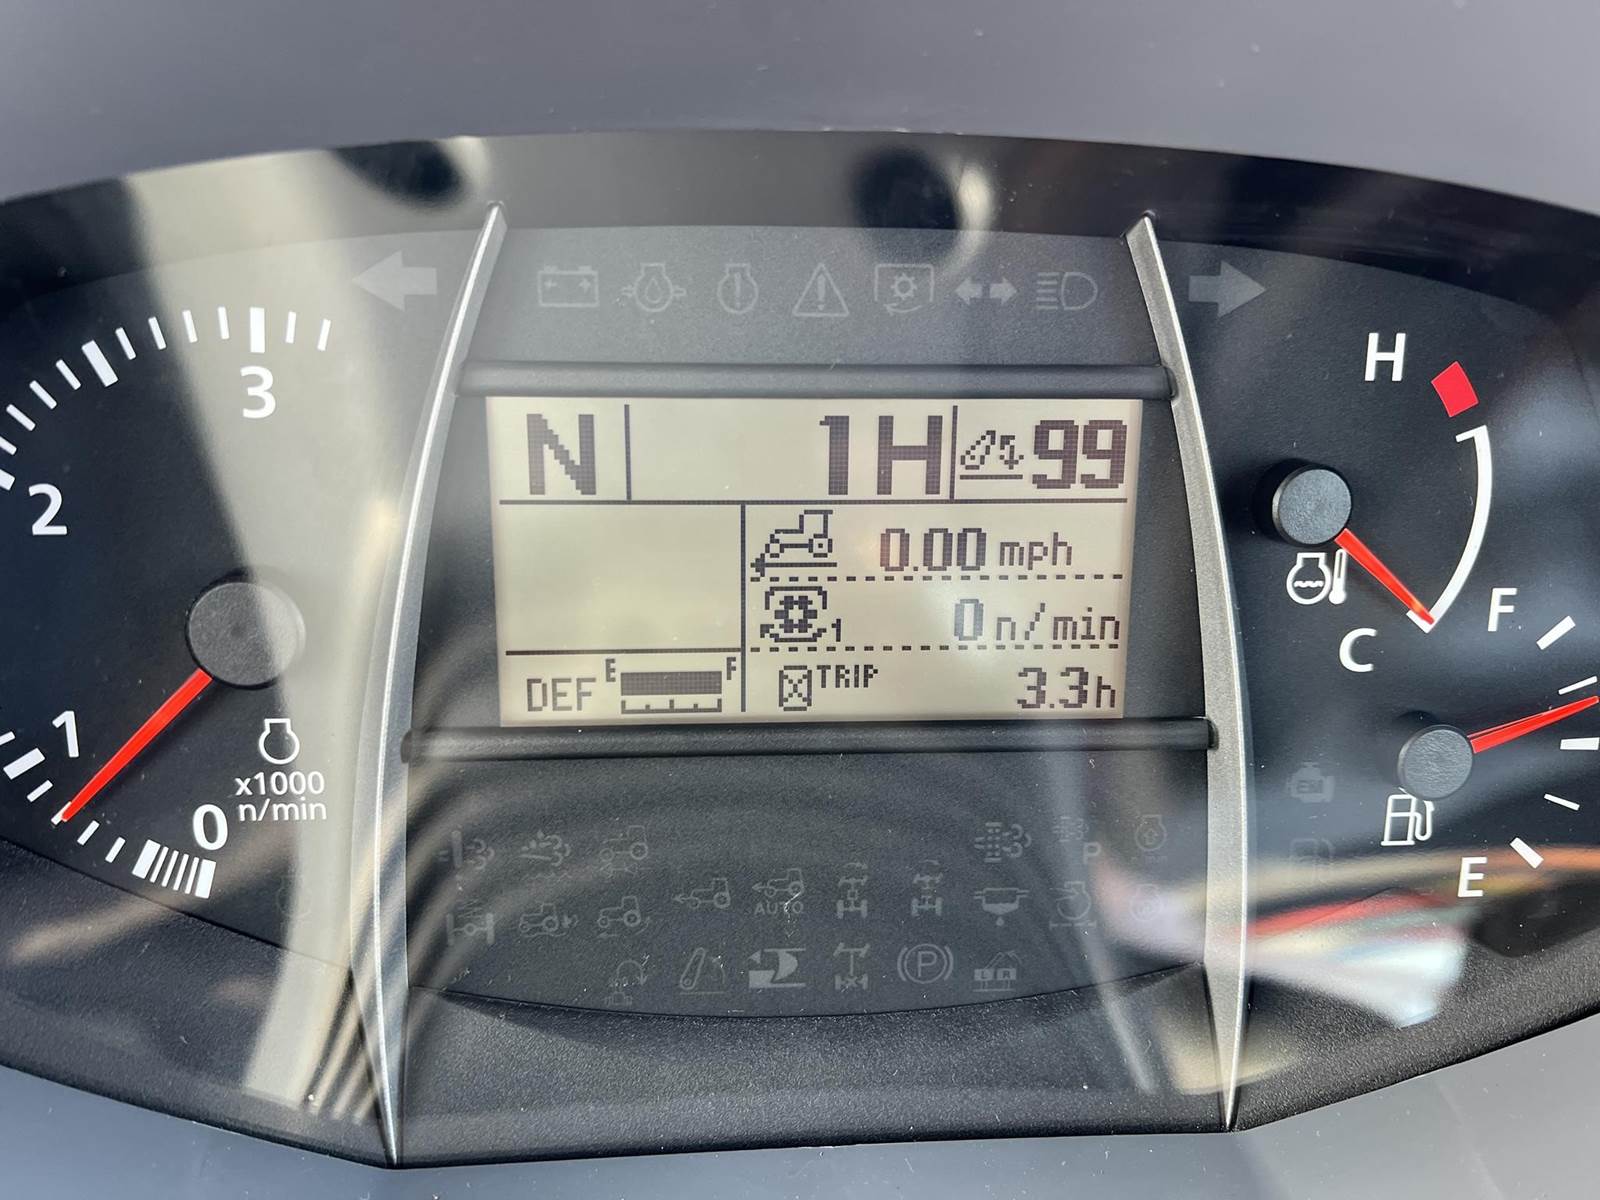 3
2
1
0
x1000
n/min
N 1H 99
0.00 mph
1 0 n/min
DEF E F TRIP 3.3h
H
C
F
E
P
AUTO
P